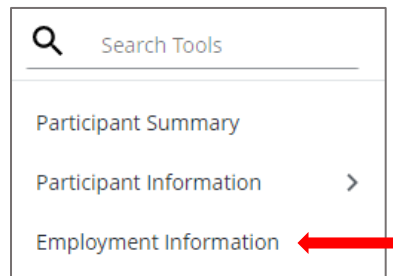 Search Tools
Participant Summary
Participant Information
Employment Information